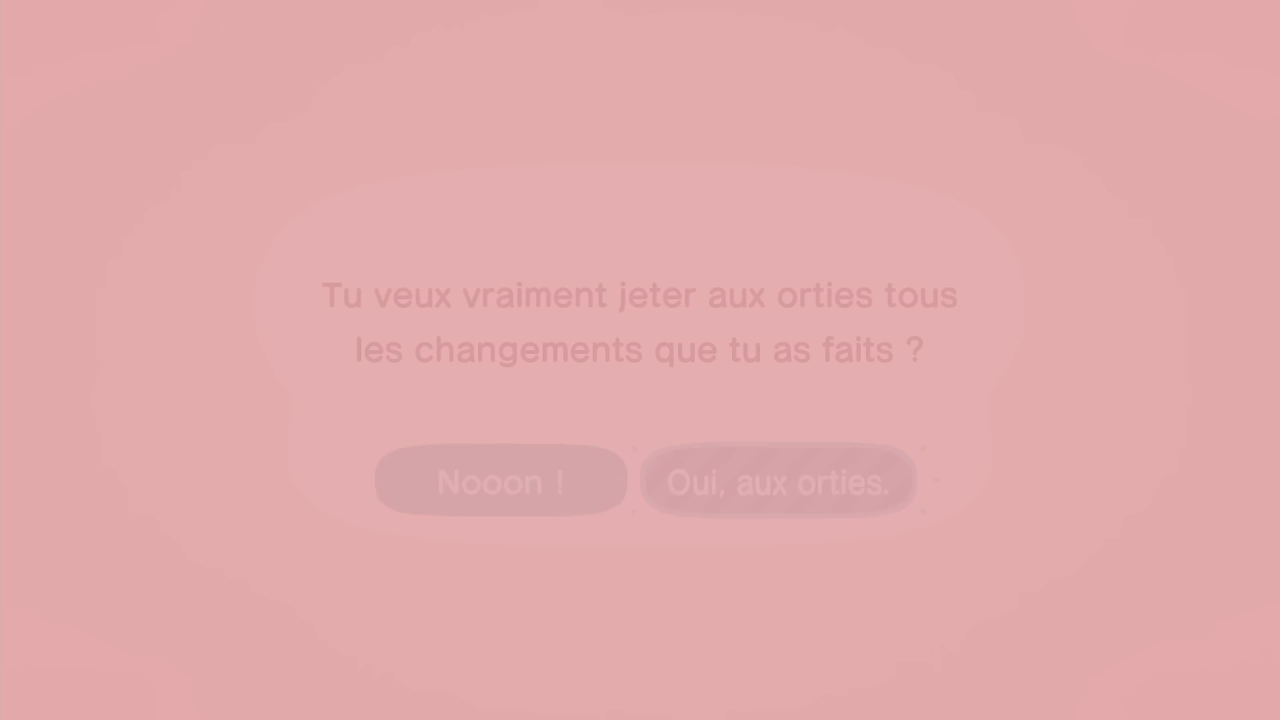 Tu veux vraiment jeter aux orties tous
les changements que tu as faits ?
Nooon !
Oui, aux orties.